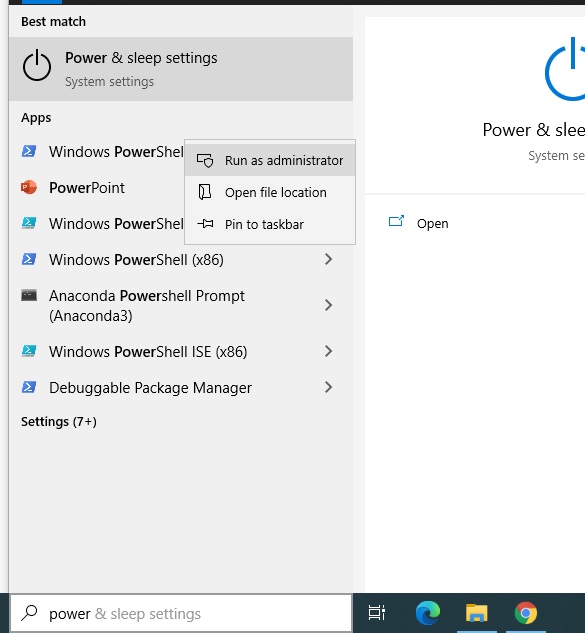 Best match
Power & sleep settings
System settings
Apps
Windows PowerShell
PowerPoint
Windows PowerShell
Windows PowerShell (x86)
Anaconda Powershell Prompt
(Anaconda3)
Windows PowerShell ISE (x86)
Debuggable Package Manager
Settings (7+)
Run as administrator
Open file location
Pin to taskbar
Power & slee
System se
Open
power & sleep settings